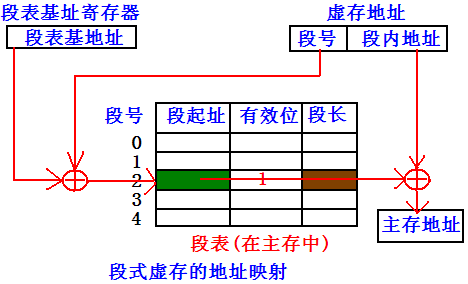 段表基址寄存器 虚存地址
段表基地址 段号 段内地址
段号 段起址 有效位 段长
0
1
2 1
3
4
主存地址
段表(在主存中)
段式虚存的地址映射